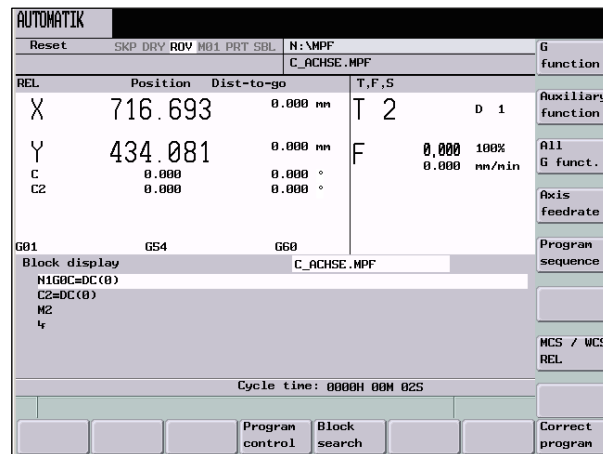 AUTOMATIK
Reset SKP DRY ROV M01 PRT SBL N:\MPF
C_ACHSE.MPF
G
function
REL Position Dist-to-go T,F,S
X 716.693 0.000 mm T 2 D 1
Auxiliary
function
Y 434.081 0.000 mm F 0,000 100%
0.000 mm/min
All
G funct.
C 0.000 0.000 °
C2 0.000 0.000 °
Axis
feedrate
G01 G54 G60
Program
sequence
Block display C_ACHSE.MPF
N1G0C=DC(0)
C2=DC(0)
M2
LF
MCS / WCS
REL
Cycle time: 0000H 00M 02S
Program
control
Block
search
Correct
program